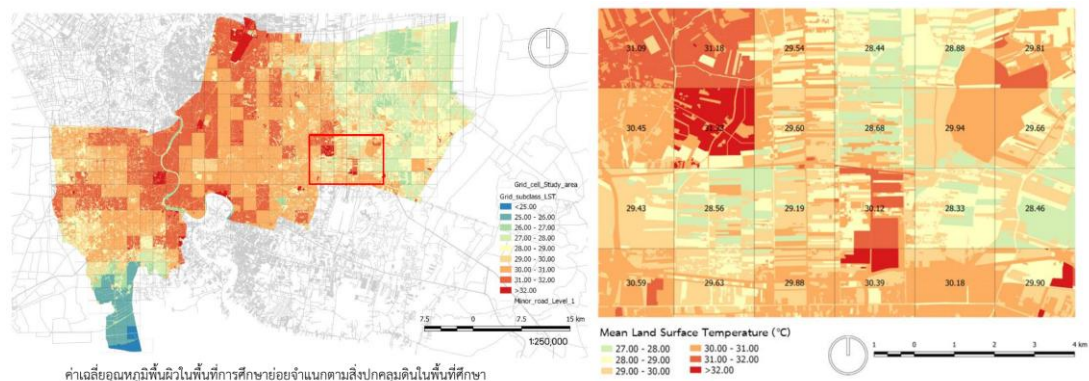 Grid_cell_Study_area
Grid_subclass_LST
<25.00
25.00 - 26.00
26.00 - 27.00
27.00 - 28.00
28.00 - 29.00
29.00 - 30.00
30.00 - 31.00
31.00 - 32.00
>32.00
Minor_road_Level_1
7.5 0 7.5 15 km
1:250,000
ค่าเฉลี่ยอุณหภูมิพื้นผิวในพื้นที่การศึกษาย่อยจำแนกตามสิ่งปกคลุมดินในพื้นที่ศึกษา
31.09 31.18 29.54 28.44 28.88 29.81
30.45 29.60 28.68 29.94 29.66
29.43 28.56 29.19 30.12 28.33 28.46
30.59 29.63 29.88 30.39 30.18 29.90
Mean Land Surface Temperature (°C)
27.00 - 28.00 30.00 - 31.00
28.00 - 29.00 31.00 - 32.00
29.00 - 30.00 >32.00
1 0 1 2 3 4 km